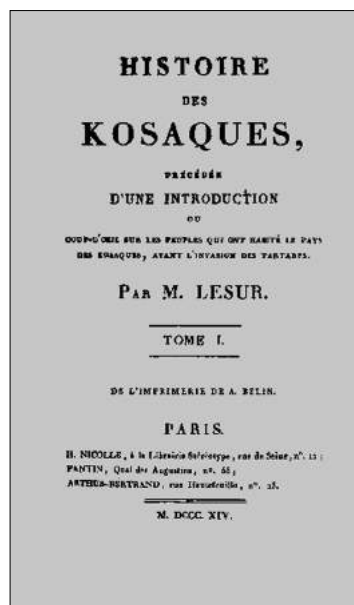 HISTOIRE
DES
KOSAQUES,
PRÉCÉDÉE
D'UNE INTRODUCTION
OU
COUP-D'ŒIL SUR LES PEUPLES QUI ONT HABITÉ LE PAYS
DES KOSAQUES, AVANT L'INVASION DES TARTARES.
PAR M. LESUR.
TOME I.
DE L'IMPRIMERIE DE A. BELIN.
PARIS.
H. NICOLLE, à la Librairie Stéréotype, rue de Seine, n°. 12;
FANTIN, Quai des Augustins, n°. 55;
ARTHUS-BERTRAND, rue Hautefeuille, n°. 23.
M. DCCC. XIV.